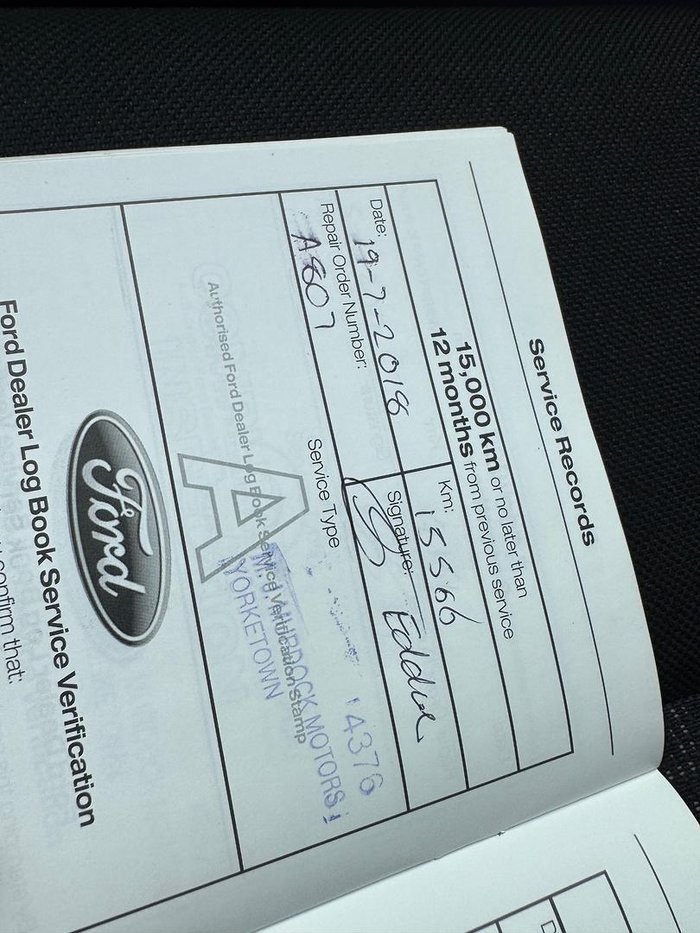 Service Records
15,000 km or no later than
12 months from previous service
Km: 15566
Date: 19-7-2018
Signature: Eddie
Repair Order Number:
A807
Service Type
A
14376
MOTORS
YORKETOWN
Authorised Ford Dealer Log Book Service Verification Stamp
Ford
Ford Dealer Log Book Service Verification
confirm that: